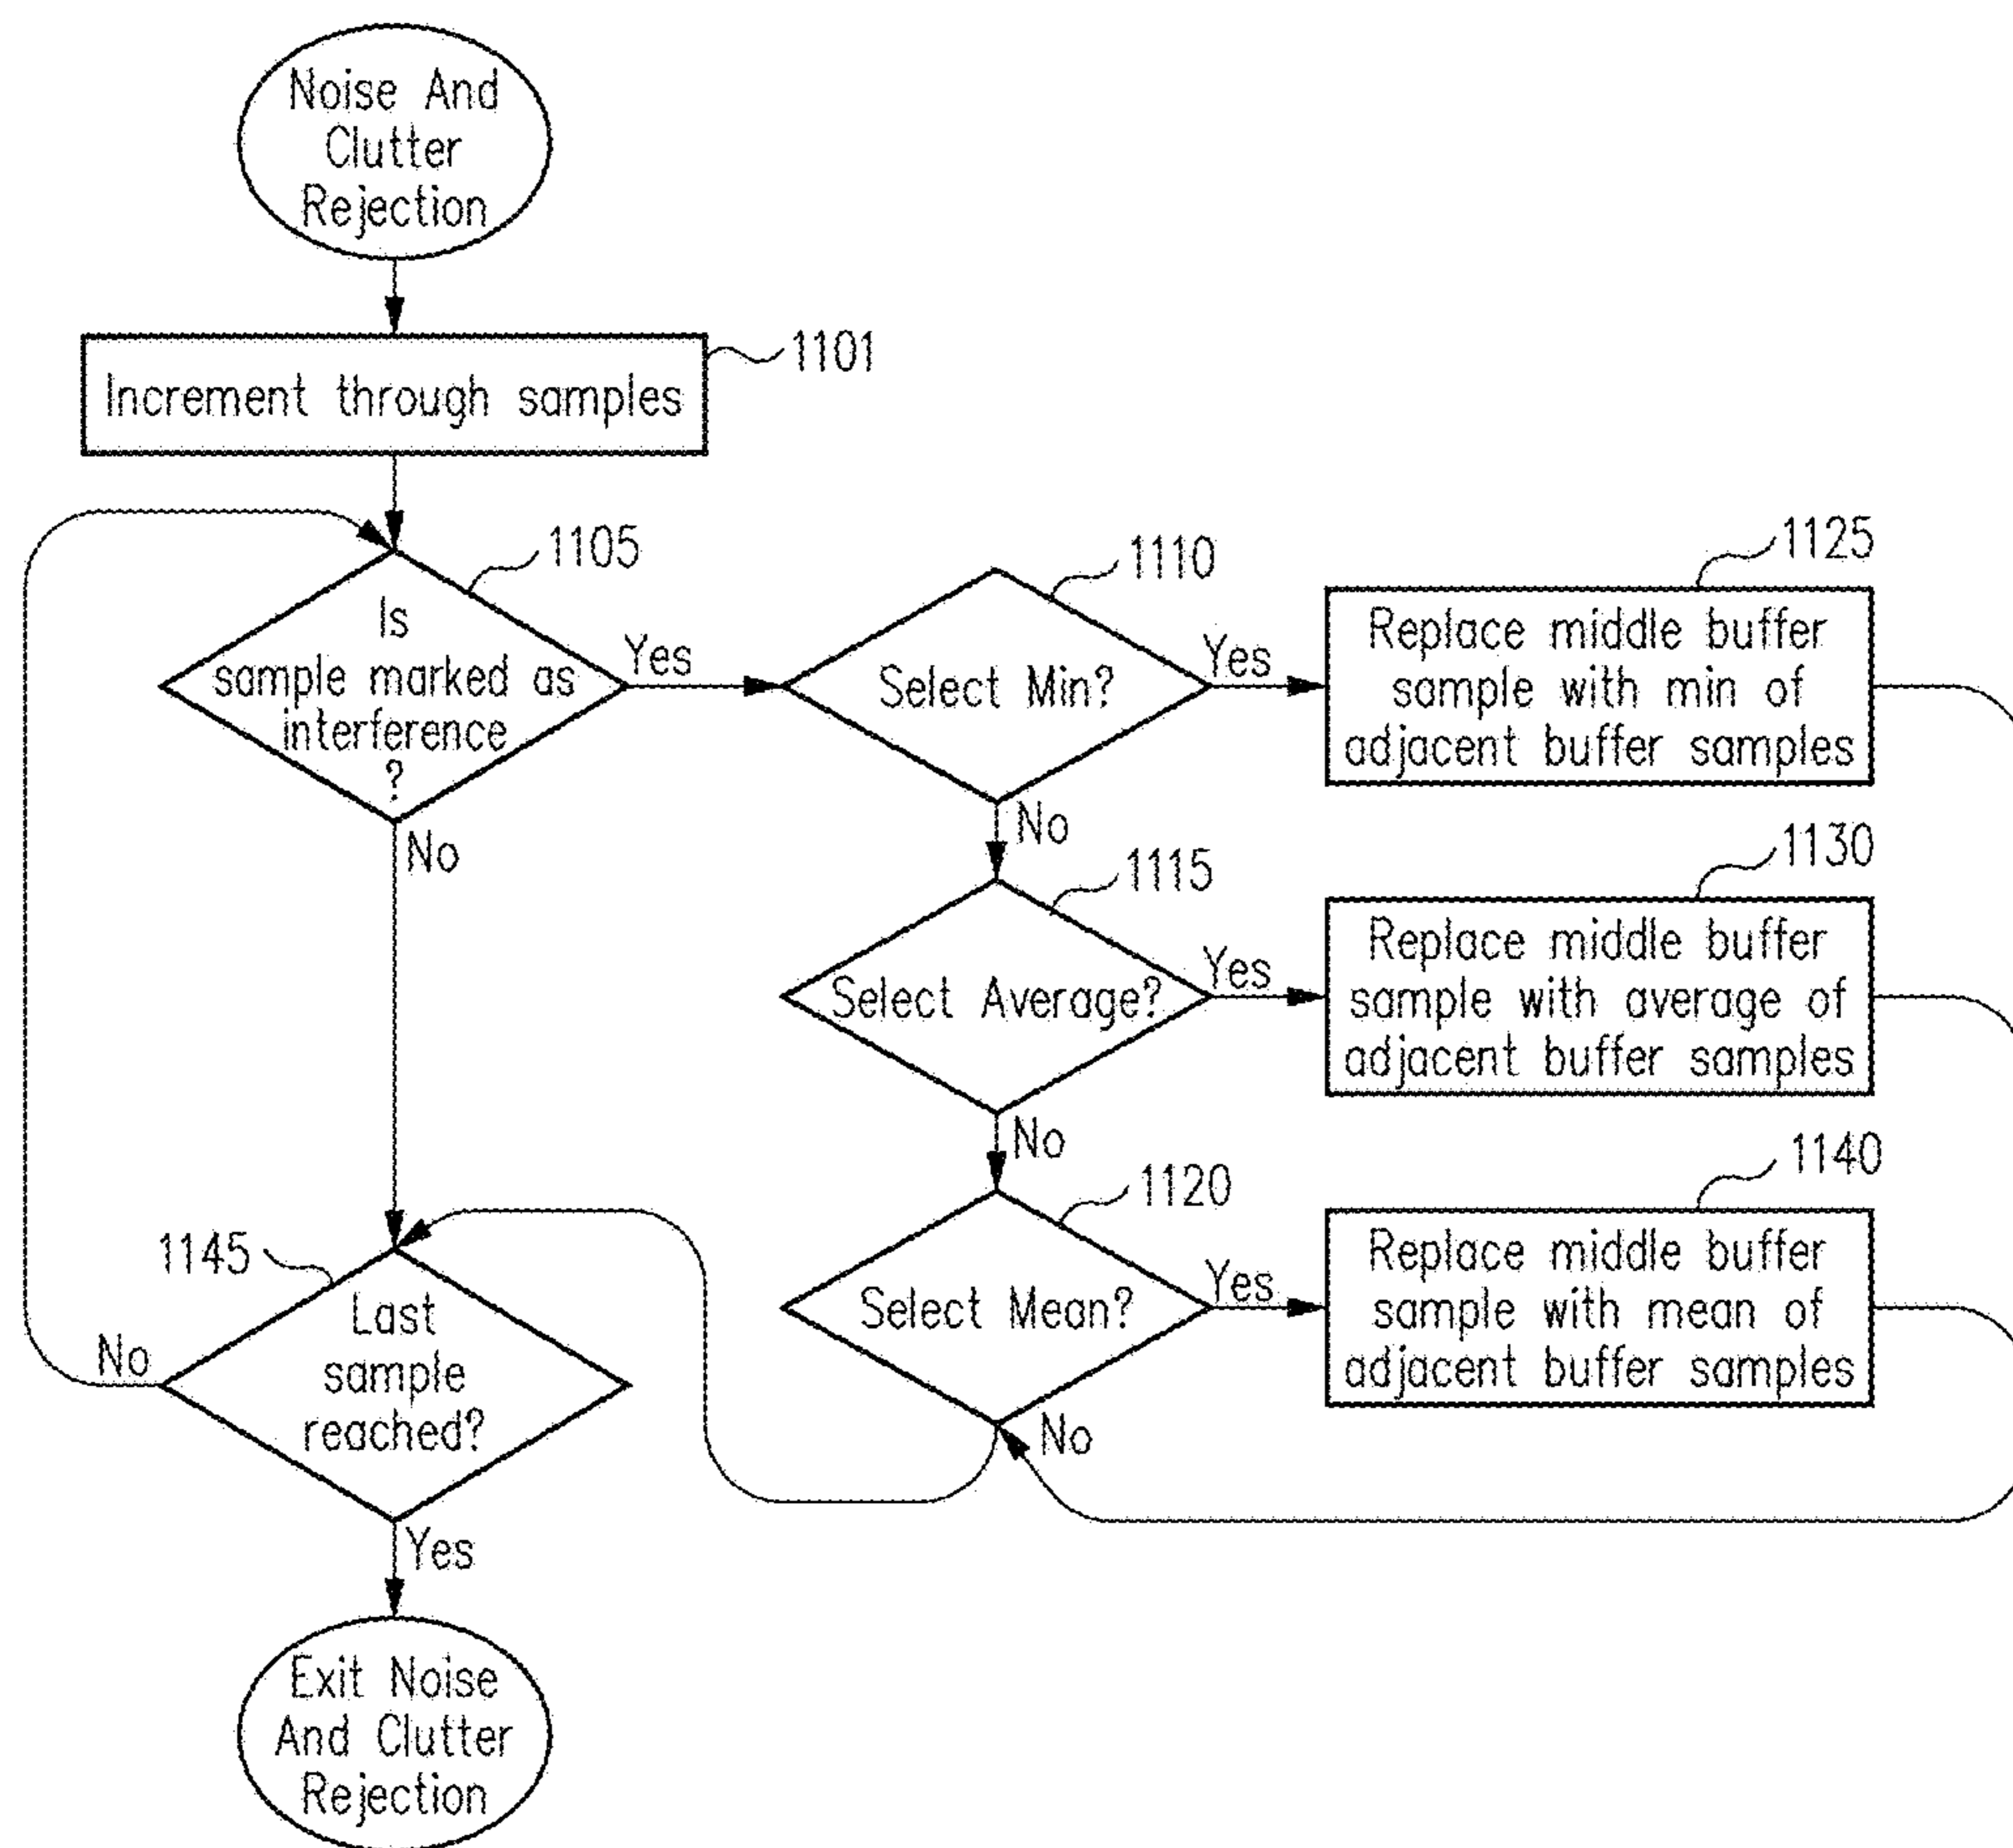 Noise And
Clutter
Rejection
1101
Increment through samples
1105
Is
sample marked as
interference
?
Yes
No
1110
Select Min?
Yes
No
1125
Replace middle buffer
sample with min of
adjacent buffer samples
1115
Select Average?
Yes
No
1130
Replace middle buffer
sample with average of
adjacent buffer samples
1120
Select Mean?
Yes
No
1140
Replace middle buffer
sample with mean of
adjacent buffer samples
1145
Last
sample
reached?
No
Yes
Exit Noise
And Clutter
Rejection